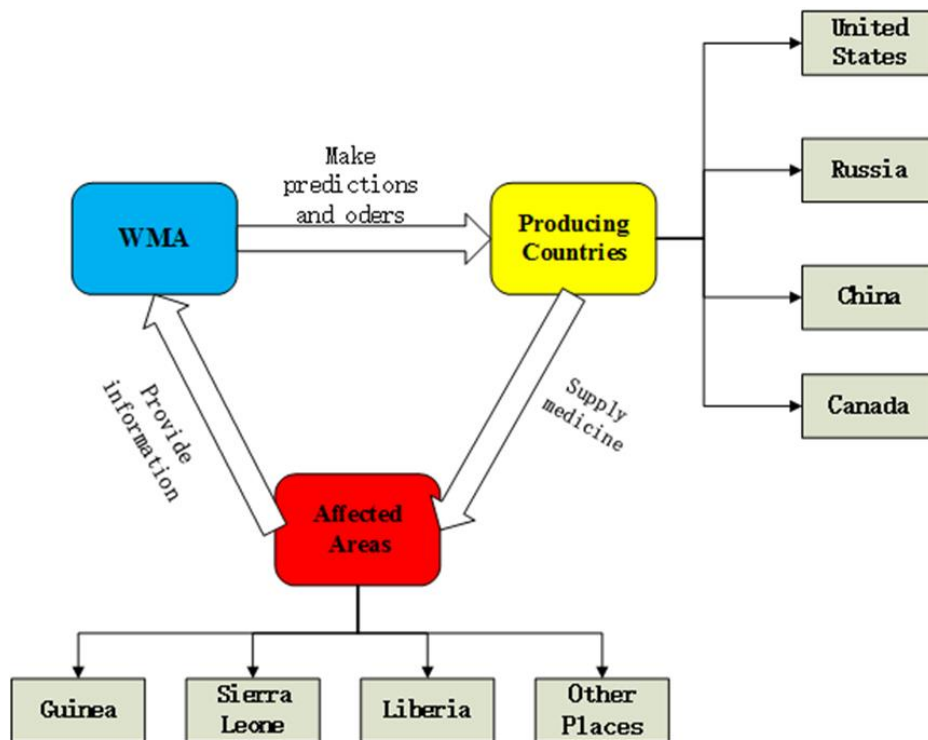 United
States
Make
predictions
and oders
Russia
WMA
Producing
Countries
China
Provide
information
Supply
medicine
Canada
Affected
Areas
Guinea
Sierra
Leone
Liberia
Other
Places